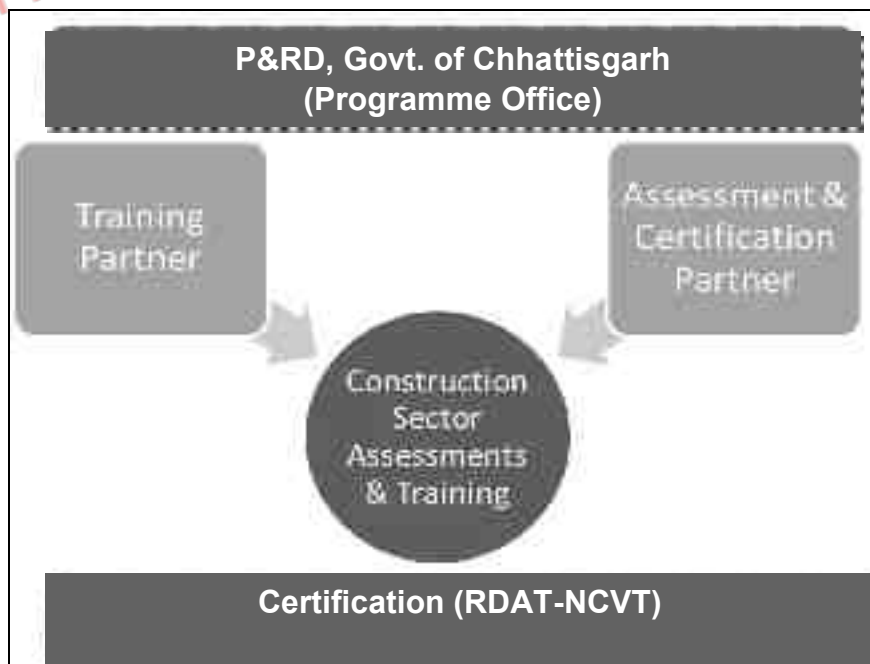 P&RD, Govt. of Chhattisgarh
(Programme Office)
Training
Partner
Assessment &
Certification
Partner
Construction
Sector
Assessments
& Training
Certification (RDAT-NCVT)